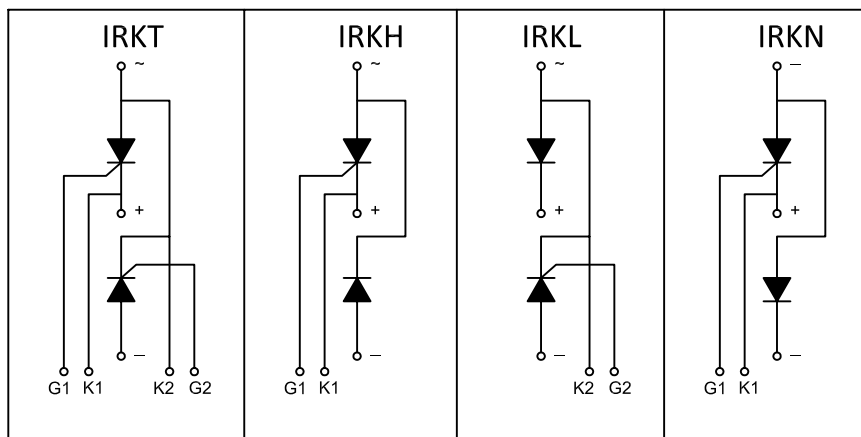 IRKT IRKH IRKL IRKN
~ ~ ~ −
+ + + +
− − − −
G1 K1 K2 G2 G1 K1 K2 G2 G1 K1